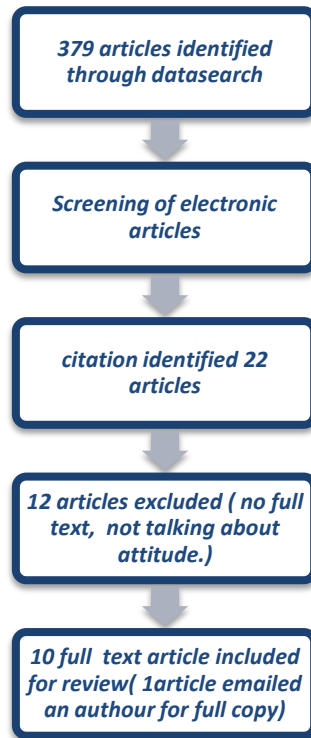 379 articles identified
through datasearch
Screening of electronic
articles
citation identified 22
articles
12 articles excluded ( no full
text, not talking about
attitude.)
10 full text article included
for review( 1article emailed
an authour for full copy)